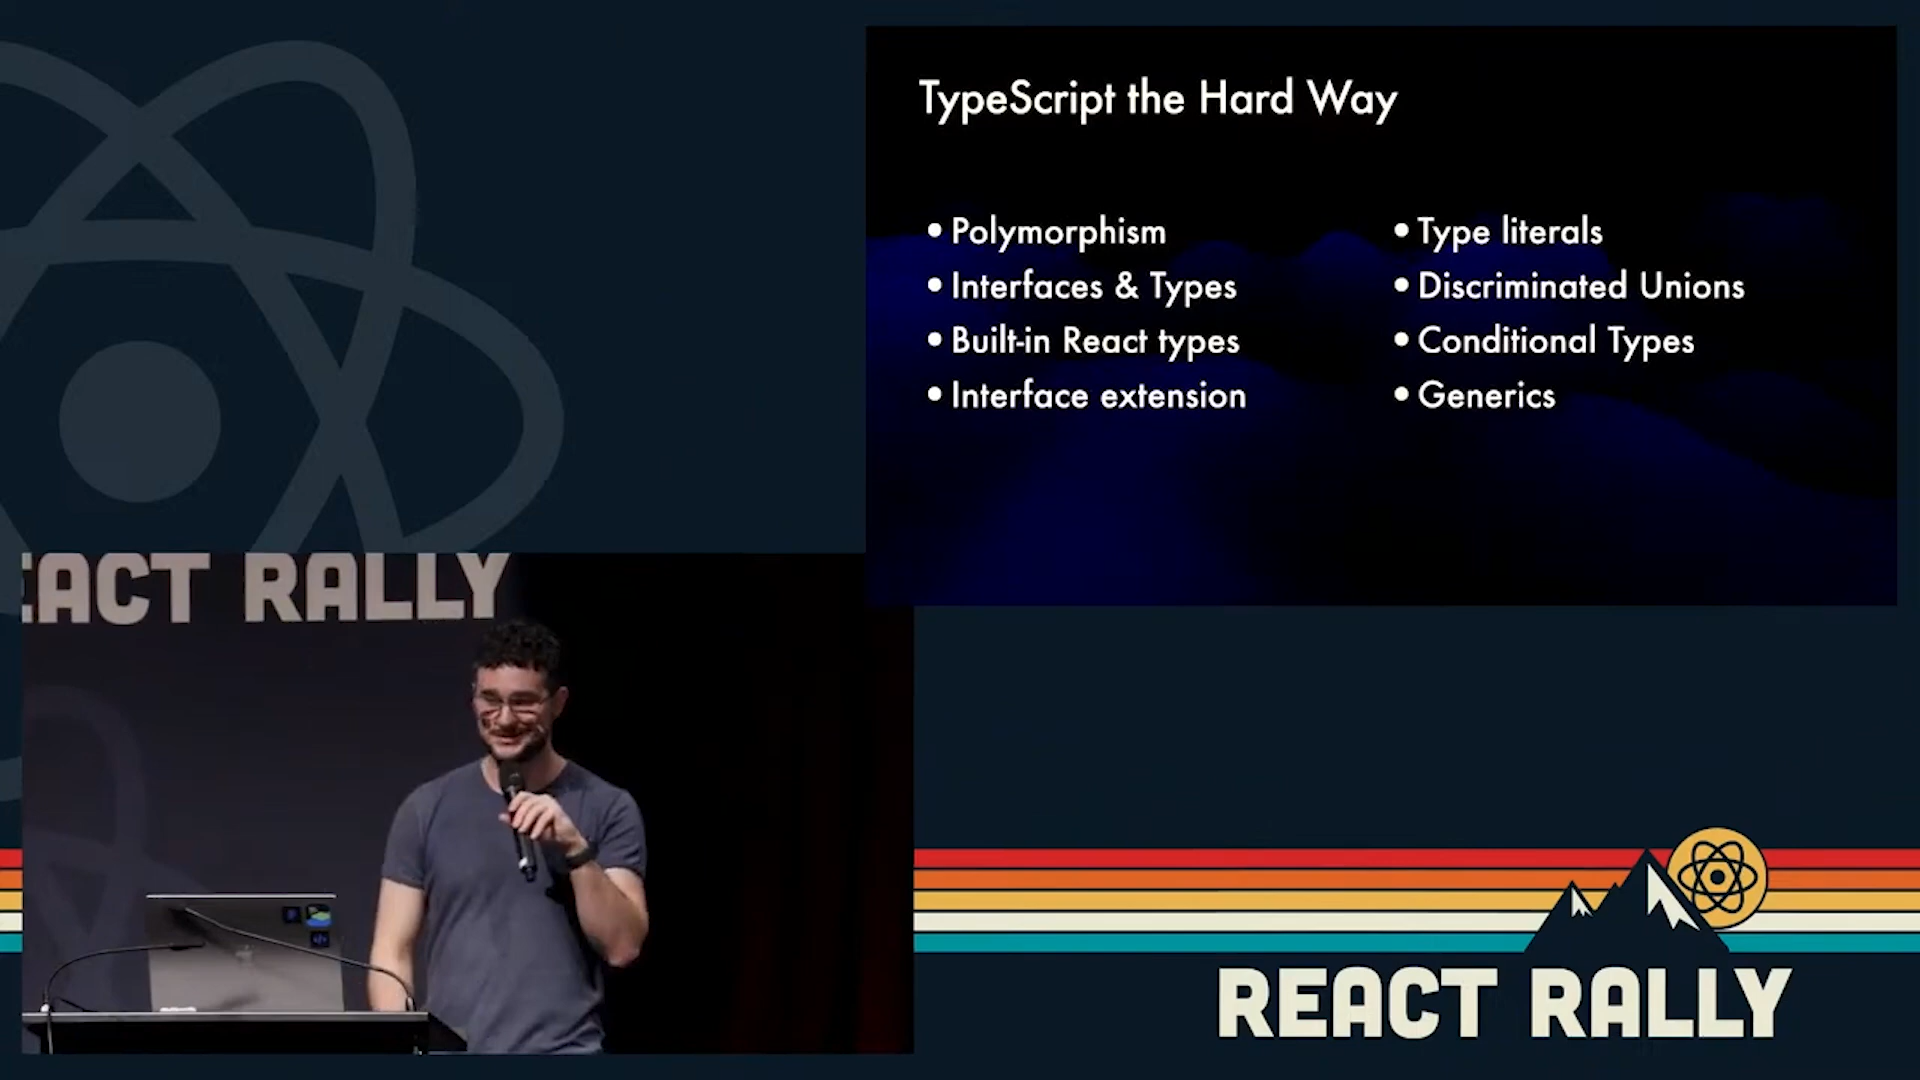 TypeScript the Hard Way
• Polymorphism
• Interfaces & Types
• Built-in React types
• Interface extension
• Type literals
• Discriminated Unions
• Conditional Types
• Generics
EACT RALLY
REACT RALLY